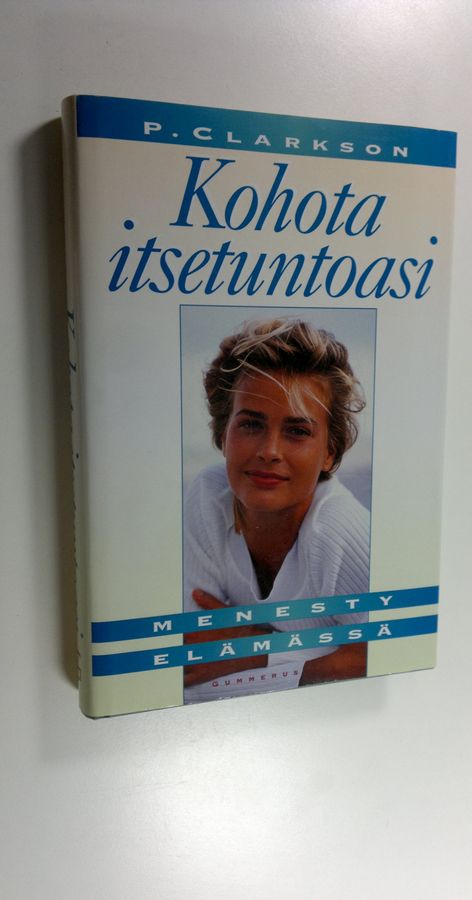 P. CLARKSON
Kohota
itsetuntoasi
MENESTY
ELÄMÄSSÄ
GUMMERUS